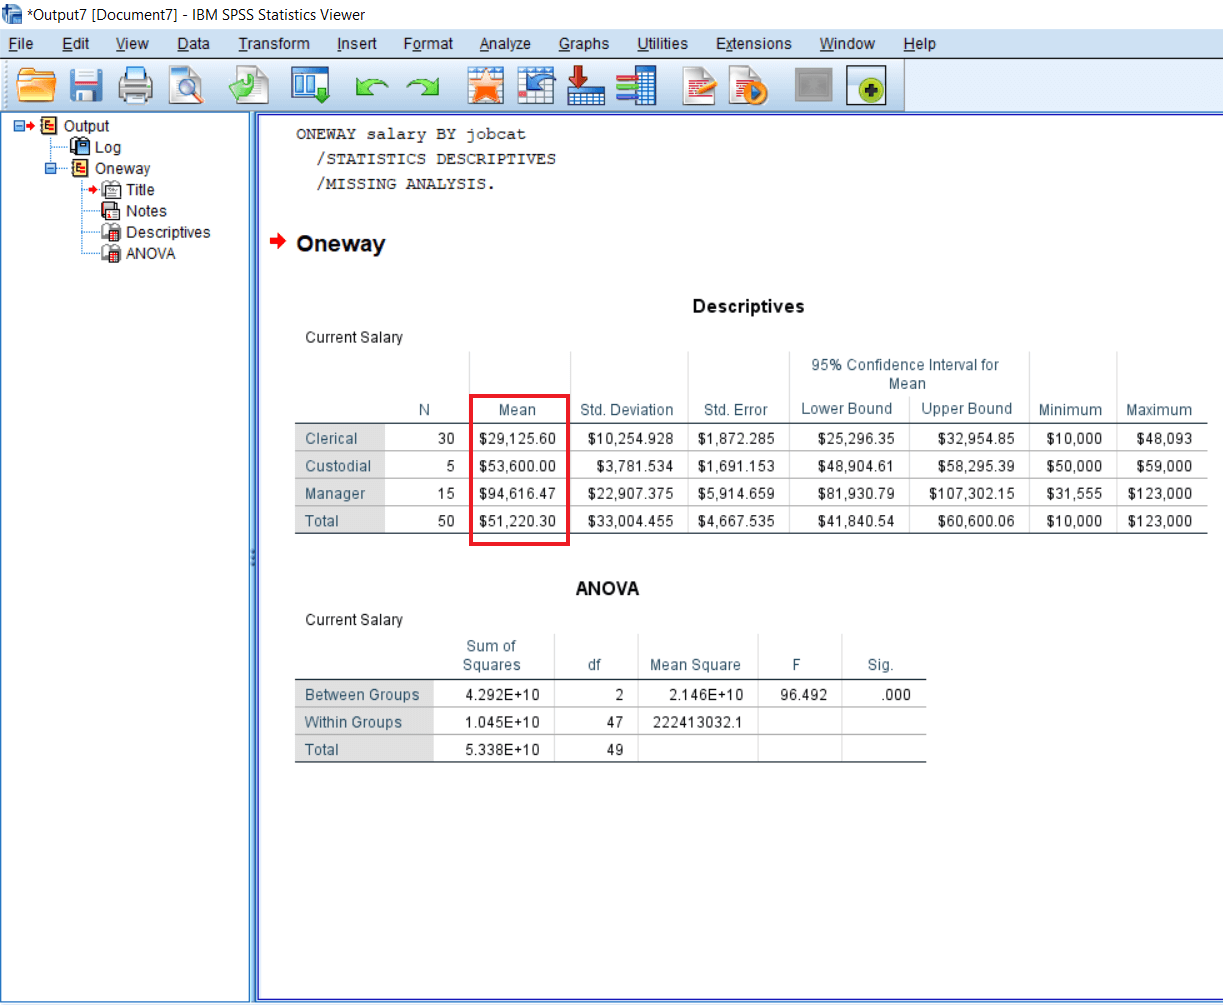 *Output7 [Document7] - IBM SPSS Statistics Viewer
File Edit View Data Transform Insert Format Analyze Graphs Utilities Extensions Window Help
Output
Log
Oneway
Title
Notes
Descriptives
ANOVA
ONEWAY salary BY jobcat
/STATISTICS DESCRIPTIVES
/MISSING ANALYSIS.
Oneway
Descriptives
Current Salary
95% Confidence Interval for
Mean
N Mean Std. Deviation Std. Error Lower Bound Upper Bound Minimum Maximum
Clerical 30 $29,125.60 $10,254.928 $1,872.285 $25,296.35 $32,954.85 $10,000 $48,093
Custodial 5 $53,600.00 $3,781.534 $1,691.153 $48,904.61 $58,295.39 $50,000 $59,000
Manager 15 $94,616.47 $22,907.375 $5,914.659 $81,930.79 $107,302.15 $31,555 $123,000
Total 50 $51,220.30 $33,004.455 $4,667.535 $41,840.54 $60,600.06 $10,000 $123,000
ANOVA
Current Salary
Sum of
Squares df Mean Square F Sig.
Between Groups 4.292E+10 2 2.146E+10 96.492 .000
Within Groups 1.045E+10 47 222413032.1
Total 5.338E+10 49